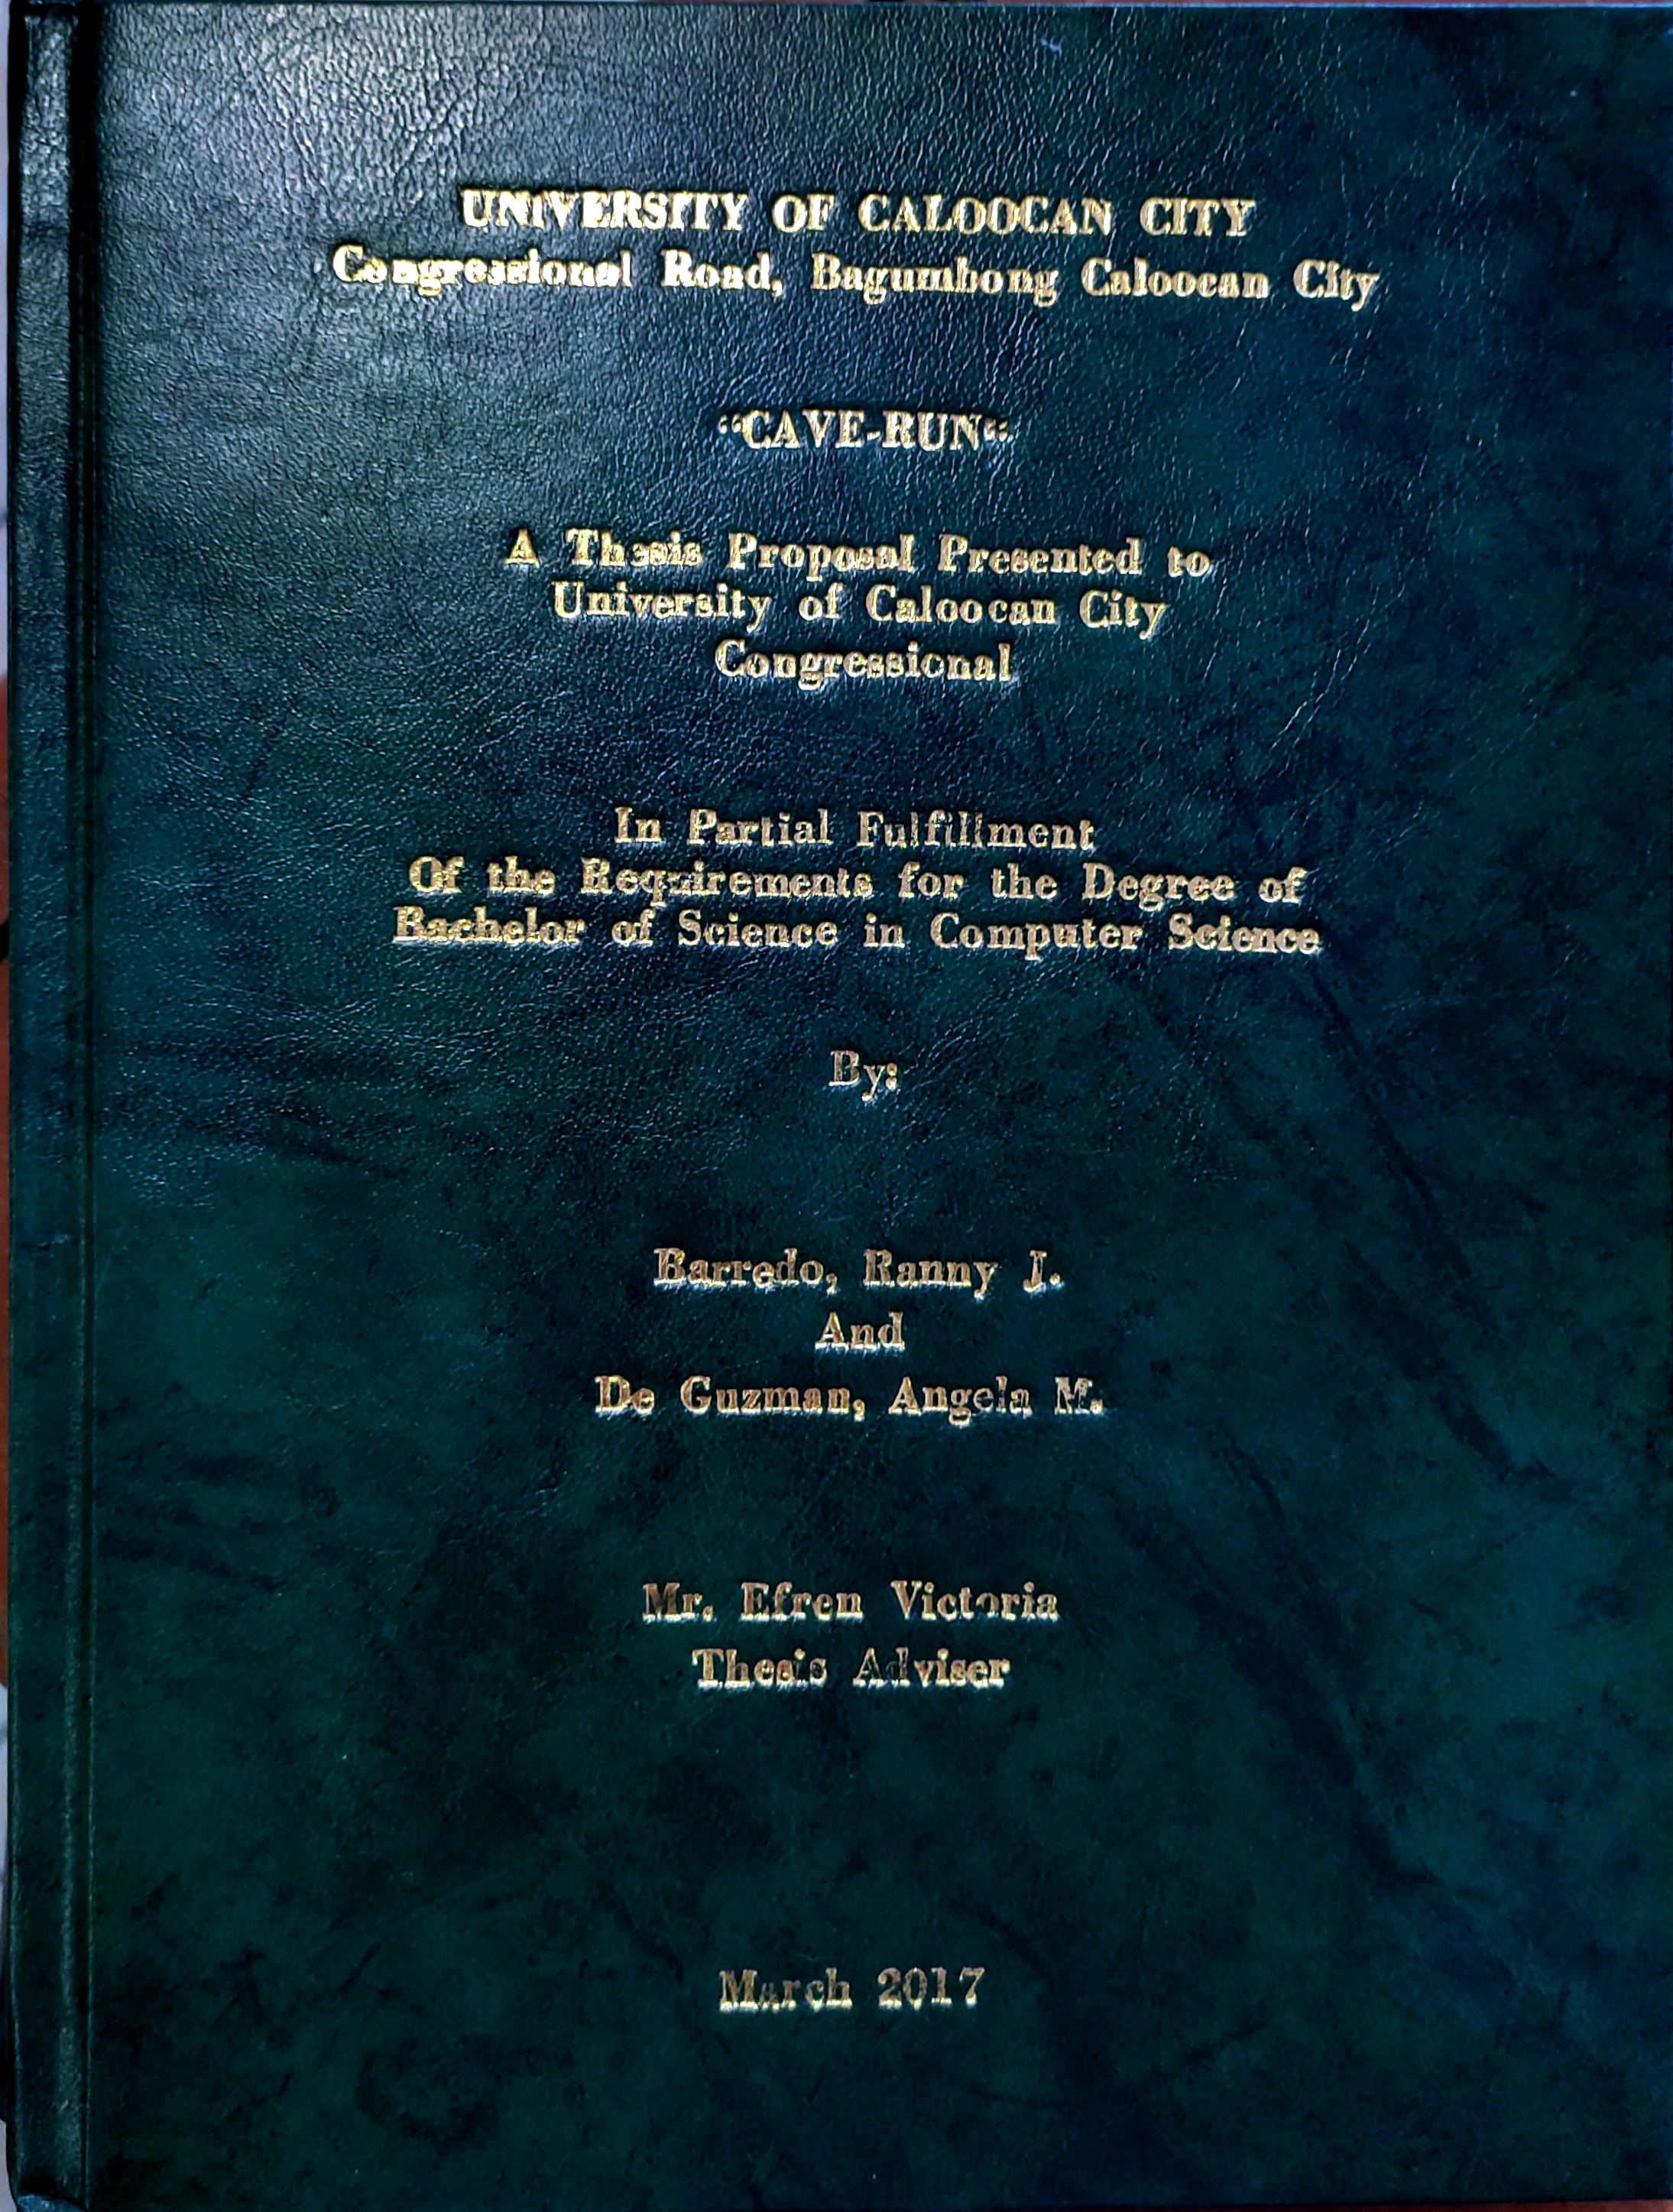 UNIVERSITY OF CALOOCAN CITY
Congressional Road, Bagumbong Caloocan City
“CAVE-RUN“
A Thesis Proposal Presented to
University of Caloocan City
Congressional
In Partial Fulfillment
Of the Requirements for the Degree of
Bachelor of Science in Computer Science
By:
Barredo, Ranny J.
And
De Guzman, Angela M.
Mr. Efren Victoria
Thesis Adviser
March 2017